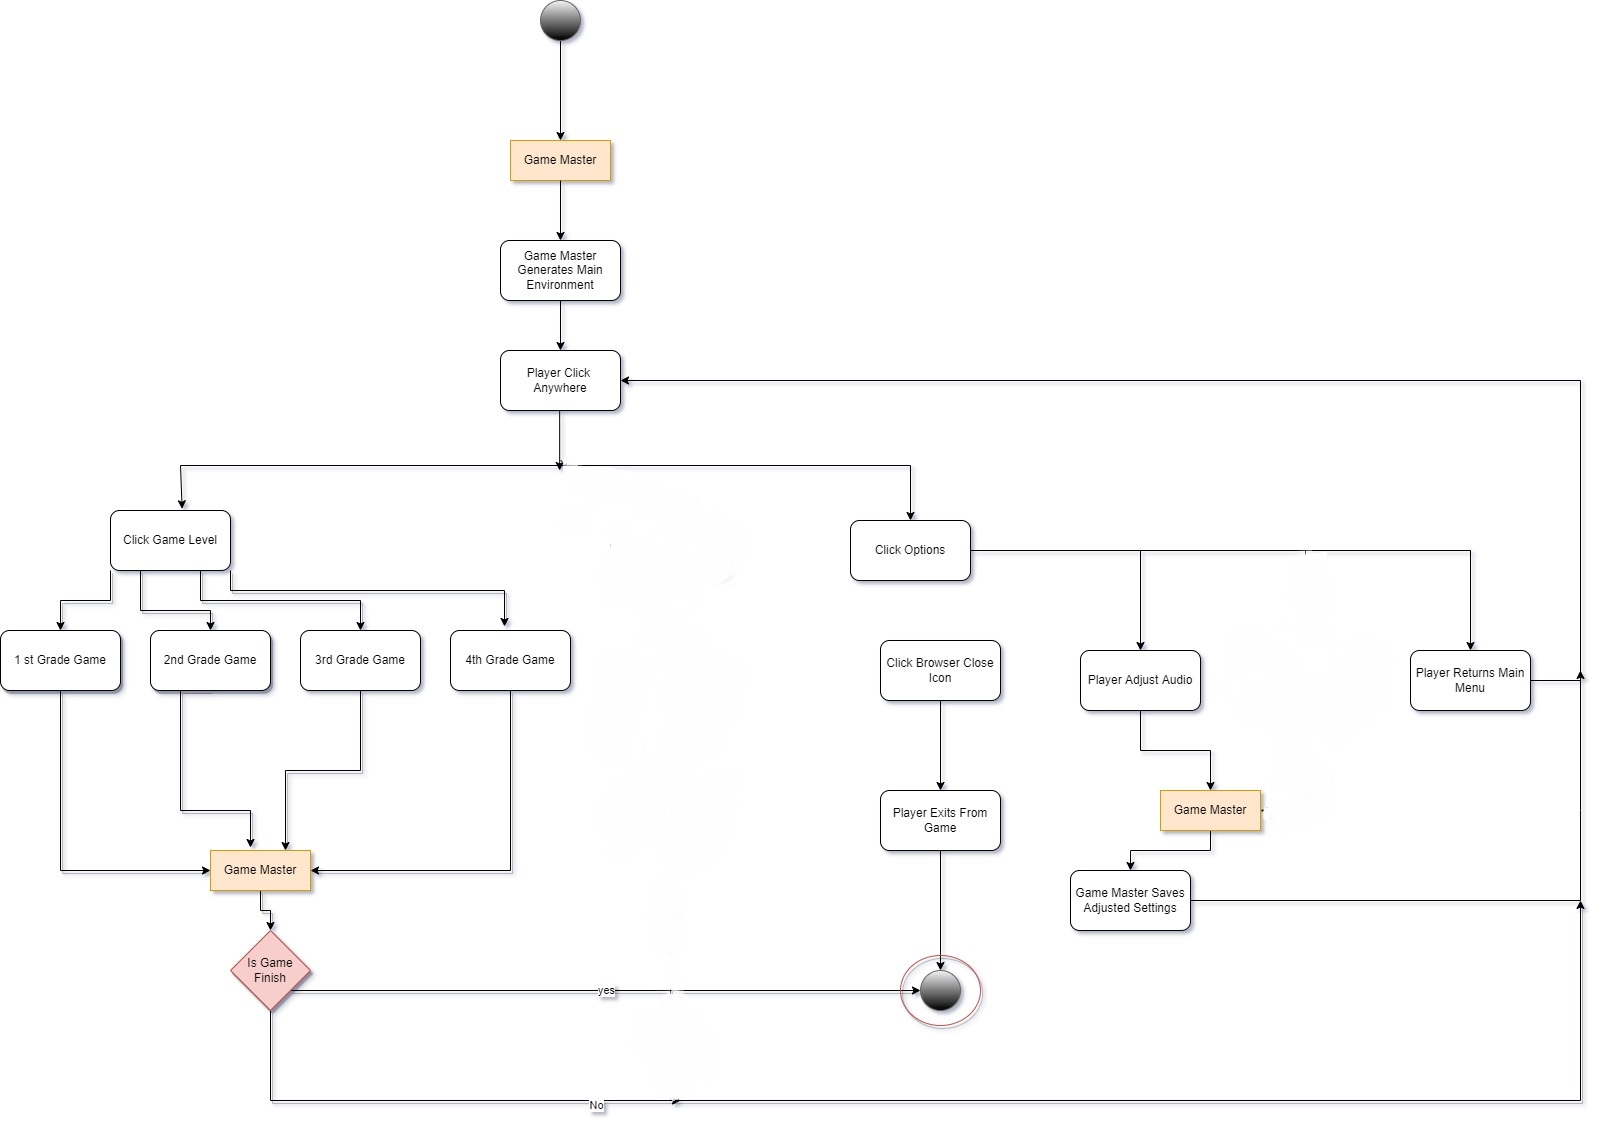 Game Master
Game Master
Generates Main
Environment
Player Click
Anywhere
Click Game Level
Click Options
1 st Grade Game
2nd Grade Game
3rd Grade Game
4th Grade Game
Click Browser Close
Icon
Player Adjust Audio
Player Returns Main
Menu
Player Exits From
Game
Game Master
Game Master
Game Master Saves
Adjusted Settings
Is Game
Finish
yes
No